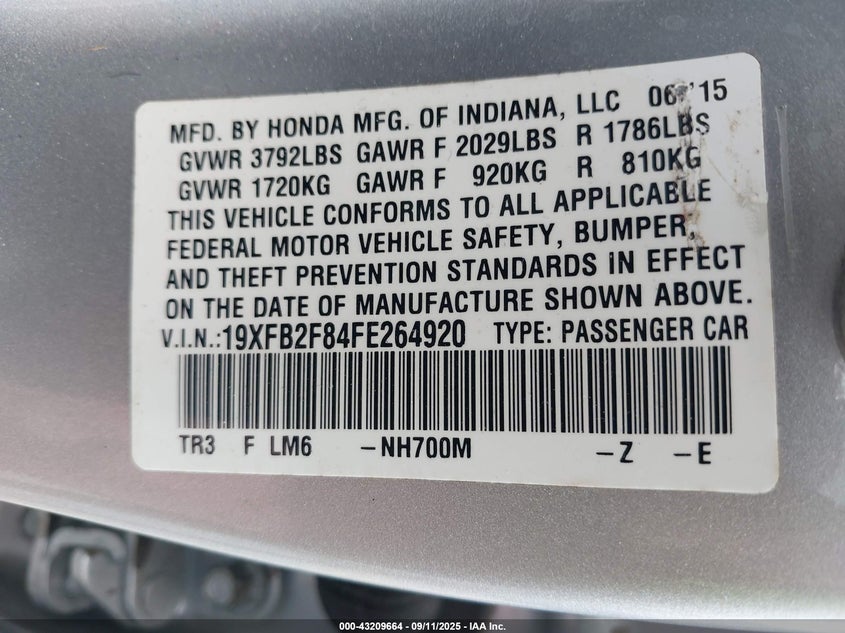 MFD. BY HONDA MFG. OF INDIANA, LLC 06/'15
GVWR 3792LBS GAWR F 2029LBS R 1786LBS
GVWR 1720KG GAWR F 920KG R 810KG
THIS VEHICLE CONFORMS TO ALL APPLICABLE
FEDERAL MOTOR VEHICLE SAFETY, BUMPER,
AND THEFT PREVENTION STANDARDS IN EFFECT
ON THE DATE OF MANUFACTURE SHOWN ABOVE.
V.I.N.:19XFB2F84FE264920 TYPE: PASSENGER CAR
TR3 F LM6 -NH700M -Z -E
000-43209664 - 09/11/2025 - IAA Inc.